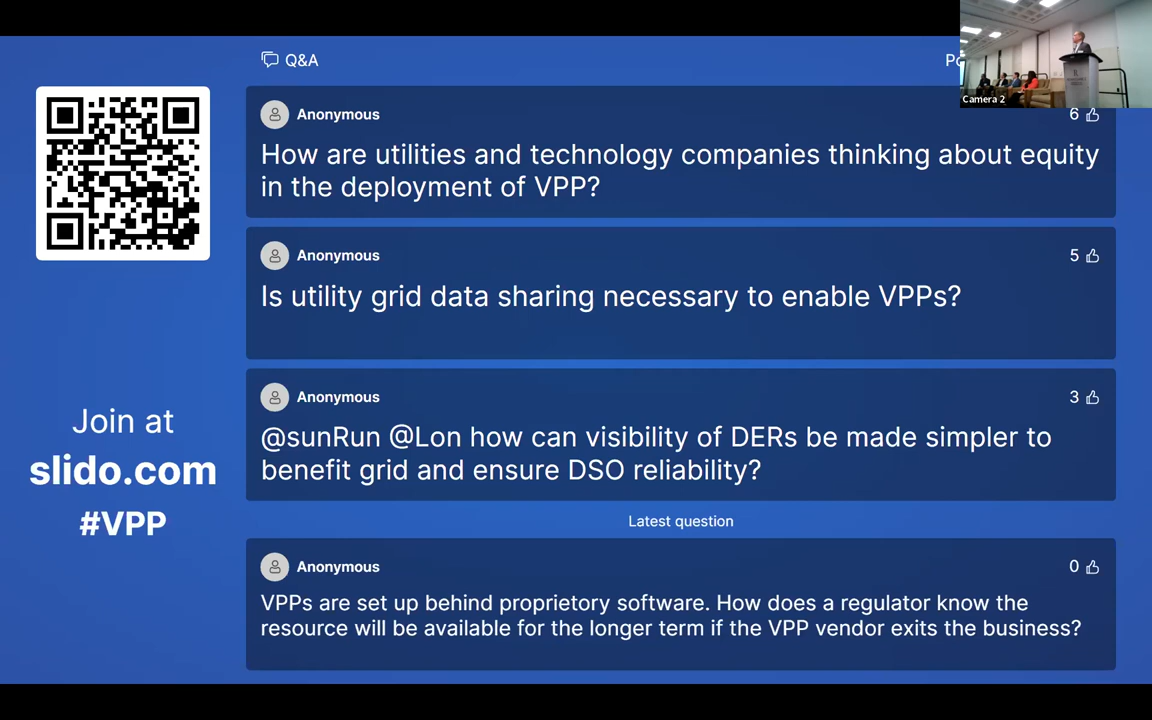 Q&A
Camera 2
Anonymous
6
How are utilities and technology companies thinking about equity
in the deployment of VPP?
Anonymous
5
Is utility grid data sharing necessary to enable VPPs?
Anonymous
3
@sunRun @Lon how can visibility of DERs be made simpler to
benefit grid and ensure DSO reliability?
Join at
slido.com
#VPP
Latest question
Anonymous
0
VPPs are set up behind proprietory software. How does a regulator know the
resource will be available for the longer term if the VPP vendor exits the business?